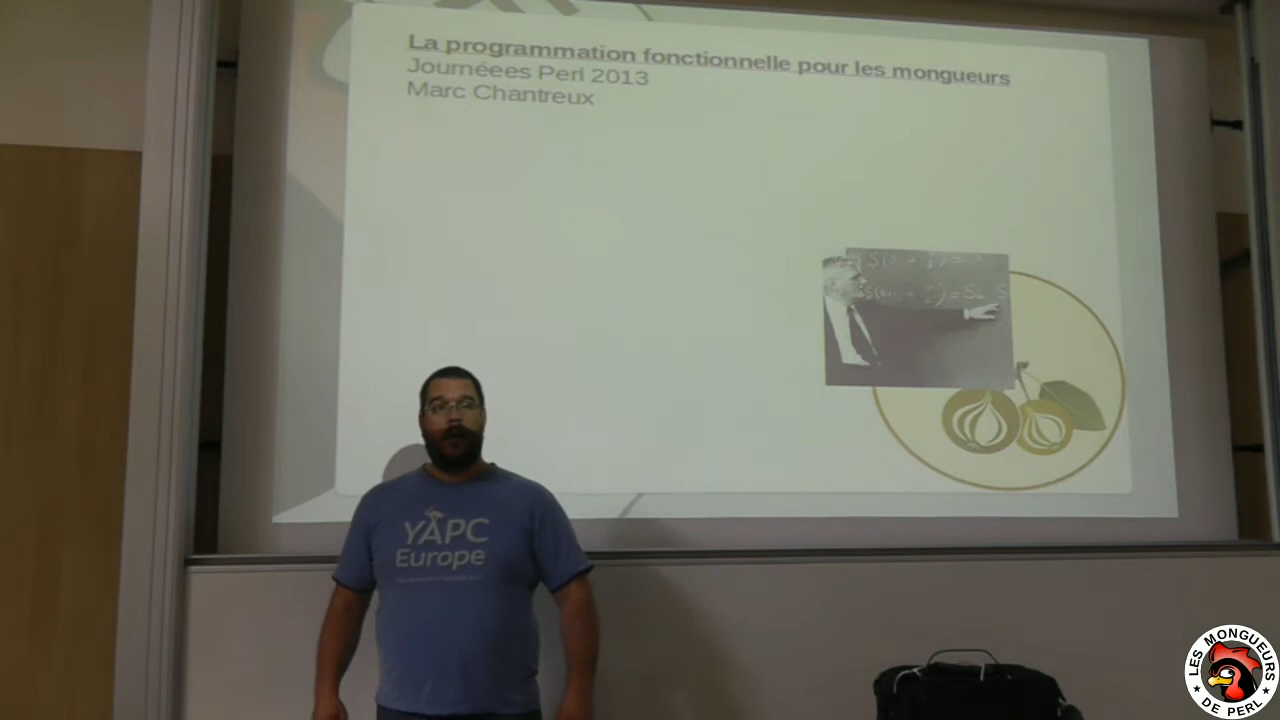 La programmation fonctionnelle pour les mongueurs
Journéees Perl 2013
Marc Chantreux
YAPC
Europe
LES MONGUEURS
DE PERL